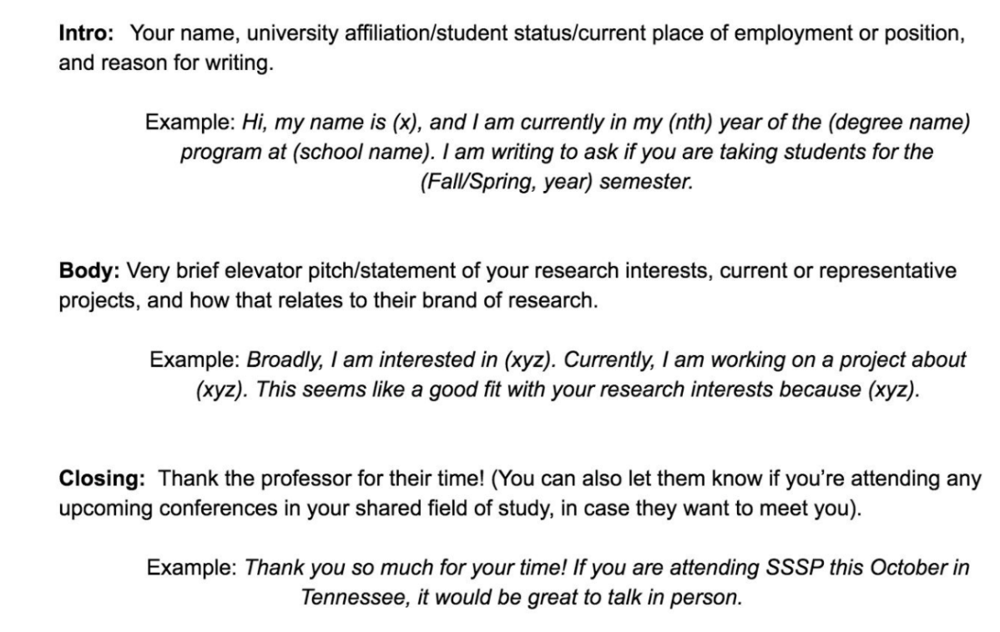 Intro: Your name, university affiliation/student status/current place of employment or position,
and reason for writing.
Example: Hi, my name is (x), and I am currently in my (nth) year of the (degree name)
program at (school name). I am writing to ask if you are taking students for the
(Fall/Spring, year) semester.
Body: Very brief elevator pitch/statement of your research interests, current or representative
projects, and how that relates to their brand of research.
Example: Broadly, I am interested in (xyz). Currently, I am working on a project about
(xyz). This seems like a good fit with your research interests because (xyz).
Closing: Thank the professor for their time! (You can also let them know if you're attending any
upcoming conferences in your shared field of study, in case they want to meet you).
Example: Thank you so much for your time! If you are attending SSSP this October in
Tennessee, it would be great to talk in person.